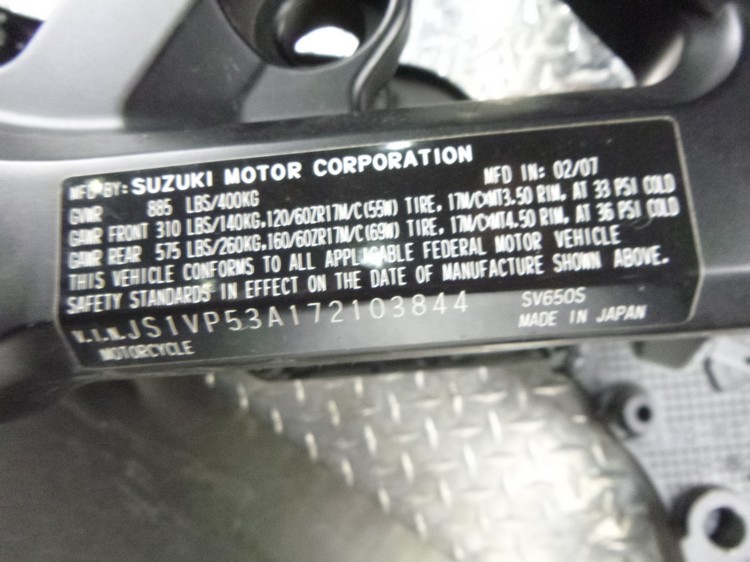 MFD BY: SUZUKI MOTOR CORPORATION MFD IN: 02/07
GVWR 885 LBS/400KG
GAWR FRONT 310 LBS/140KG,120/60ZR17M/C(55W) TIRE, 17M/CxMT3.50 RIM, AT 33 PSI COLD
GAWR REAR 575 LBS/260KG,160/60ZR17M/C(69W) TIRE, 17M/CxMT4.50 RIM, AT 36 PSI COLD
THIS VEHICLE CONFORMS TO ALL APPLICABLE FEDERAL MOTOR VEHICLE
SAFETY STANDARDS IN EFFECT ON THE DATE OF MANUFACTURE SHOWN ABOVE.
V.I.N.JS1VP53A172103844 SV650S
MOTORCYCLE MADE IN JAPAN